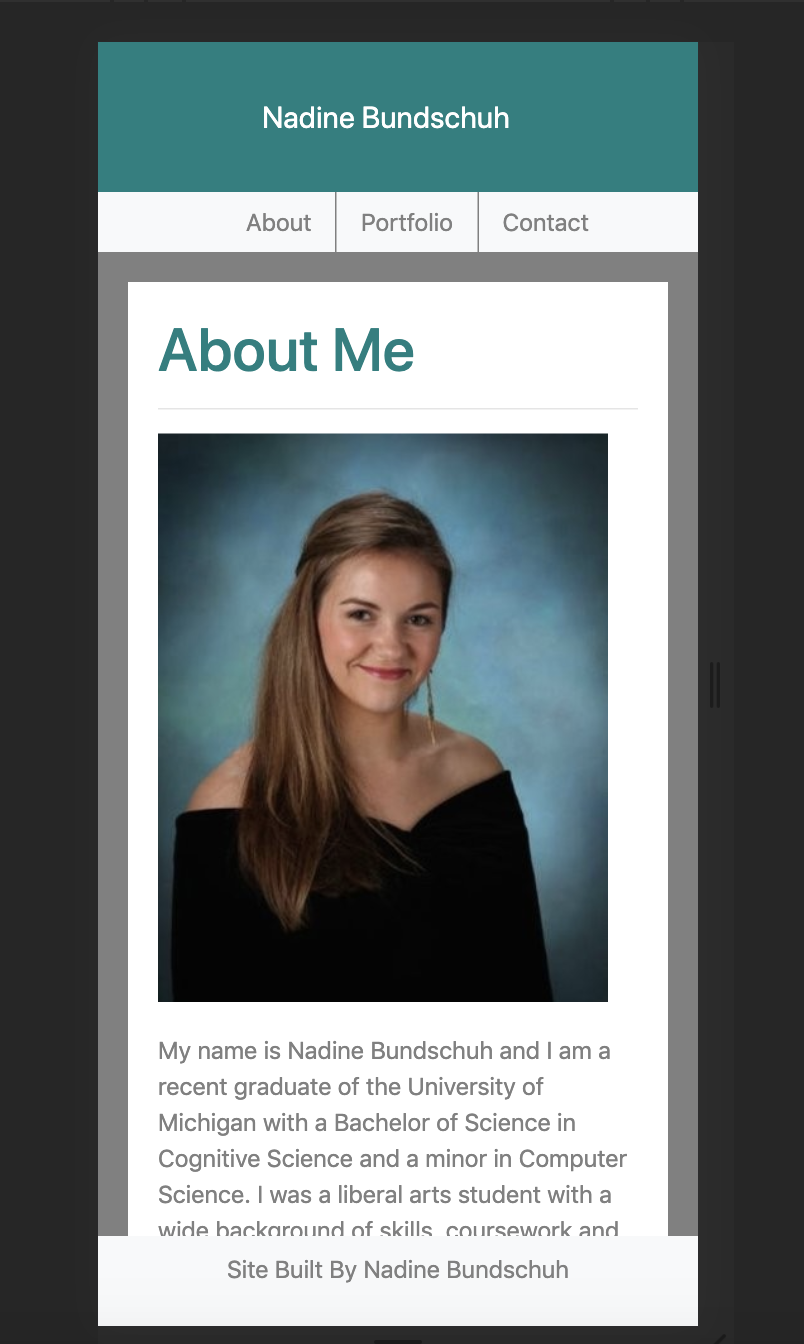 Nadine Bundschuh
About Portfolio Contact
About Me
My name is Nadine Bundschuh and I am a
recent graduate of the University of
Michigan with a Bachelor of Science in
Cognitive Science and a minor in Computer
Science. I was a liberal arts student with a
wide background of skills, coursework and
Site Built By Nadine Bundschuh